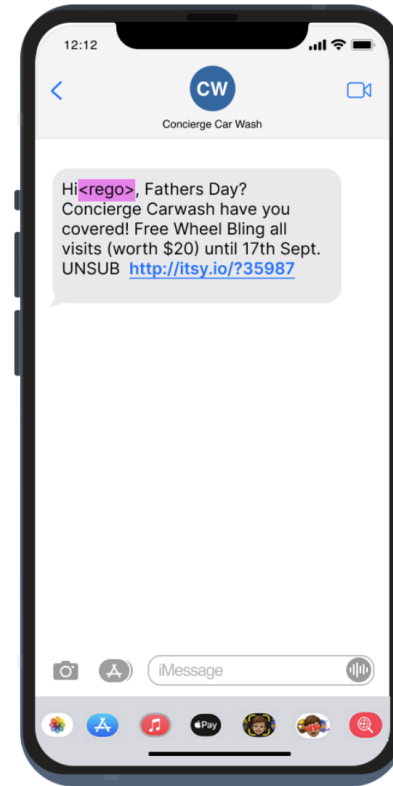 12:12
CW
Concierge Car Wash
Hi<rego>, Fathers Day?
Concierge Carwash have you
covered! Free Wheel Bling all
visits (worth $20) until 17th Sept.
UNSUB http://itsy.io/?35987
iMessage
Pay